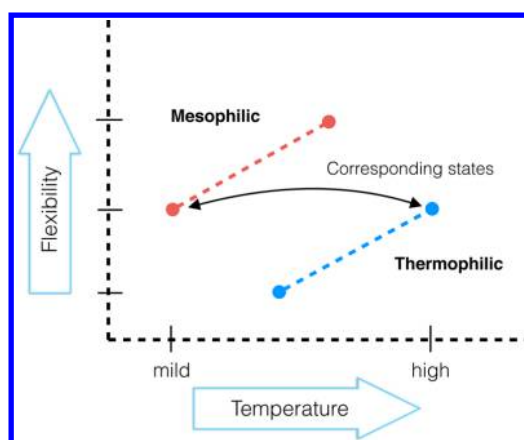 Mesophilic
Corresponding states
Flexibility
Thermophilic
mild
high
Temperature